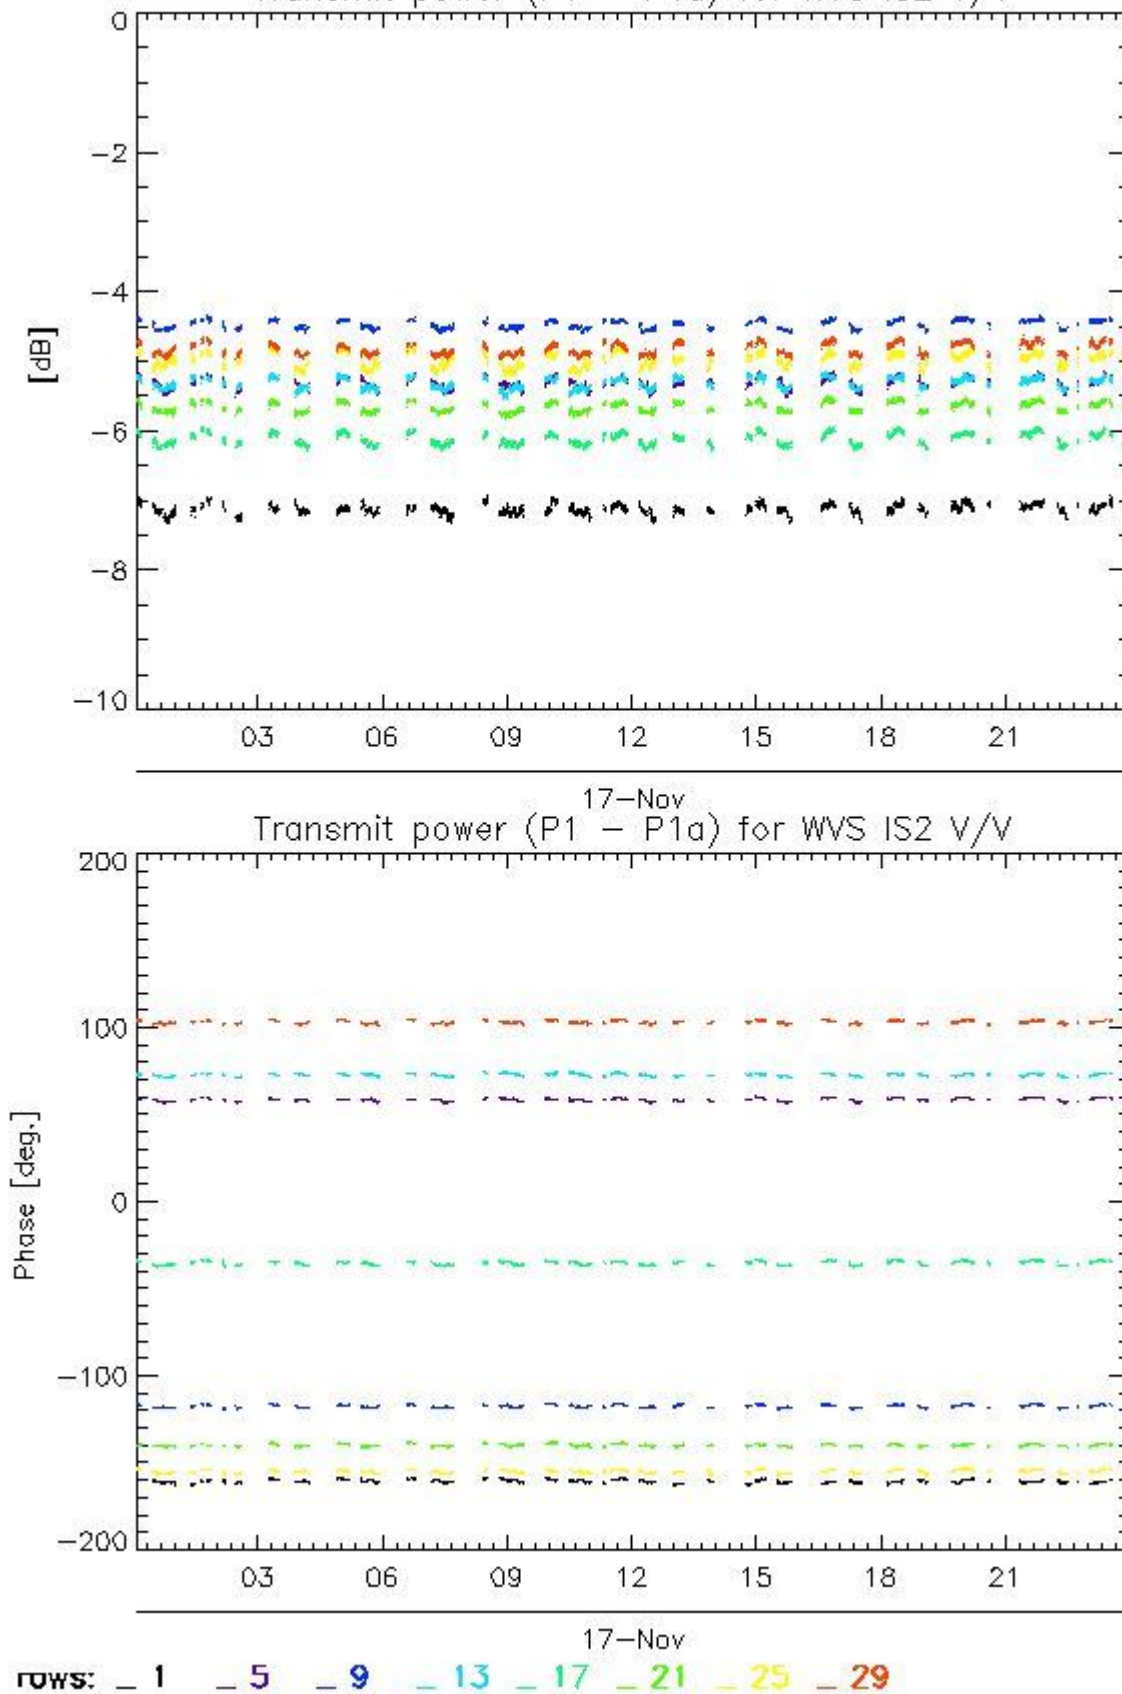 0
−2
−4
[dB]
−6
−8
−10
03 06 09 12 15 18 21
17−Nov
Transmit power (P1 − P1a) for WVS IS2 V/V
200
100
Phase [deg.]
0
−100
−200
03 06 09 12 15 18 21
17−Nov
rows: _ 1 _ 5 _ 9 _ 13 _ 17 _ 21 _ 25 _ 29